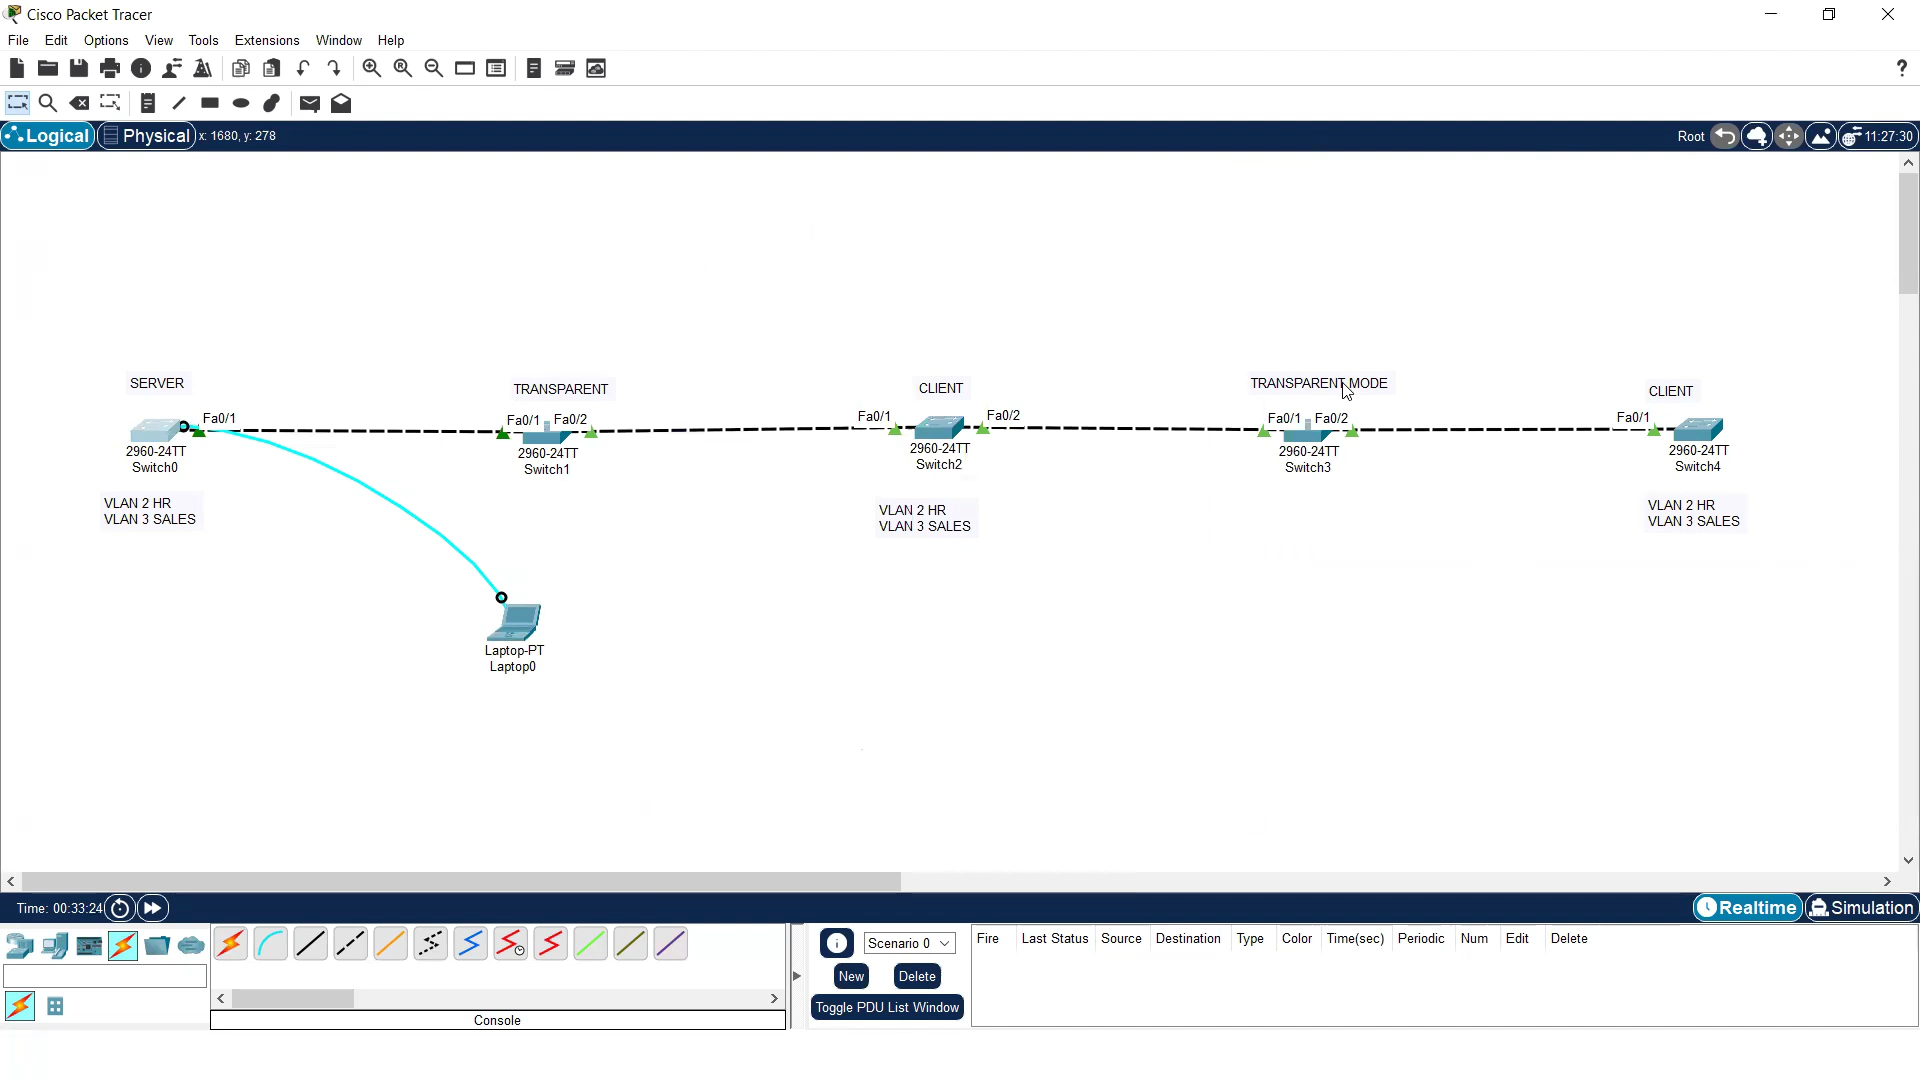 Cisco Packet Tracer
File Edit Options View Tools Extensions Window Help
Logical Physical x: 1680, y: 278 Root 11:27:30
SERVER TRANSPARENT CLIENT TRANSPARENT MODE CLIENT
Fa0/1 Fa0/1 Fa0/2 Fa0/1 Fa0/2 Fa0/1 Fa0/2 Fa0/1
2960-24TT 2960-24TT 2960-24TT 2960-24TT 2960-24TT
Switch0 Switch1 Switch2 Switch3 Switch4
VLAN 2 HR VLAN 2 HR VLAN 2 HR
VLAN 3 SALES VLAN 3 SALES VLAN 3 SALES
Laptop-PT
Laptop0
Time: 00:33:24 Realtime Simulation
Scenario 0 Fire Last Status Source Destination Type Color Time(sec) Periodic Num Edit Delete
New Delete
Toggle PDU List Window
Console